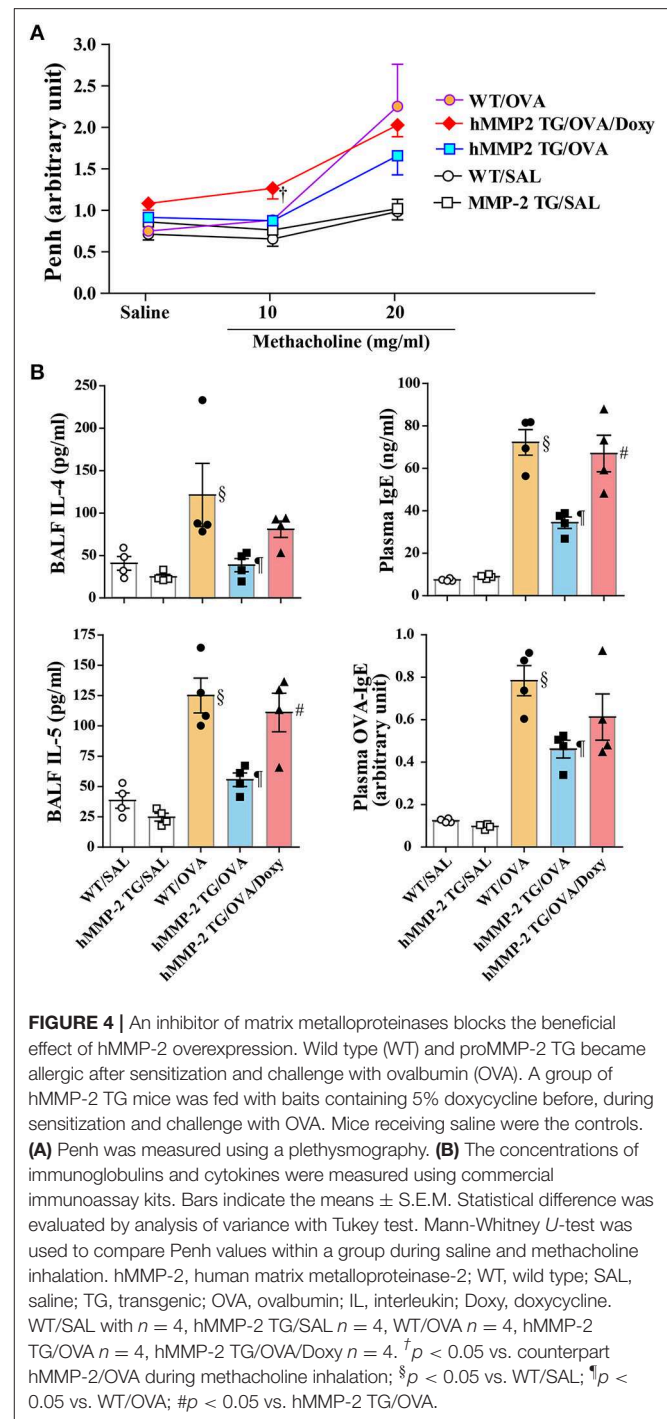 A
Penh (arbitrary unit)
3.0
2.5
2.0
1.5
1.0
0.5
0.0
Saline
10
20
Methacholine (mg/ml)
WT/OVA
hMMP2 TG/OVA/Doxy
hMMP2 TG/OVA
WT/SAL
MMP-2 TG/SAL
†
B
BALF IL-4 (pg/ml)
250
200
150
100
50
0
§
¶
Plasma IgE (ng/ml)
100
80
60
40
20
0
§
¶
#
BALF IL-5 (pg/ml)
175
150
125
100
75
50
25
0
§
¶
#
WT/SAL
hMMP-2 TG/SAL
WT/OVA
hMMP-2 TG/OVA
hMMP-2 TG/OVA/Doxy
Plasma OVA-IgE
(arbitrary unit)
1.0
0.8
0.6
0.4
0.2
0
§
¶
WT/SAL
hMMP-2 TG/SAL
WT/OVA
hMMP-2 TG/OVA
hMMP-2 TG/OVA/Doxy
FIGURE 4 | An inhibitor of matrix metalloproteinases blocks the beneficial
effect of hMMP-2 overexpression. Wild type (WT) and proMMP-2 TG became
allergic after sensitization and challenge with ovalbumin (OVA). A group of
hMMP-2 TG mice was fed with baits containing 5% doxycycline before, during
sensitization and challenge with OVA. Mice receiving saline were the controls.
(A) Penh was measured using a plethysmography. (B) The concentrations of
immunoglobulins and cytokines were measured using commercial
immunoassay kits. Bars indicate the means ± S.E.M. Statistical difference was
evaluated by analysis of variance with Tukey test. Mann-Whitney U-test was
used to compare Penh values within a group during saline and methacholine
inhalation. hMMP-2, human matrix metalloproteinase-2; WT, wild type; SAL,
saline; TG, transgenic; OVA, ovalbumin; IL, interleukin; Doxy, doxycycline.
WT/SAL with n = 4, hMMP-2 TG/SAL n = 4, WT/OVA n = 4, hMMP-2
TG/OVA n = 4, hMMP-2 TG/OVA/Doxy n = 4. †p < 0.05 vs. counterpart
hMMP-2/OVA during methacholine inhalation; §p < 0.05 vs. WT/SAL; ¶p <
0.05 vs. WT/OVA; #p < 0.05 vs. hMMP-2 TG/OVA.